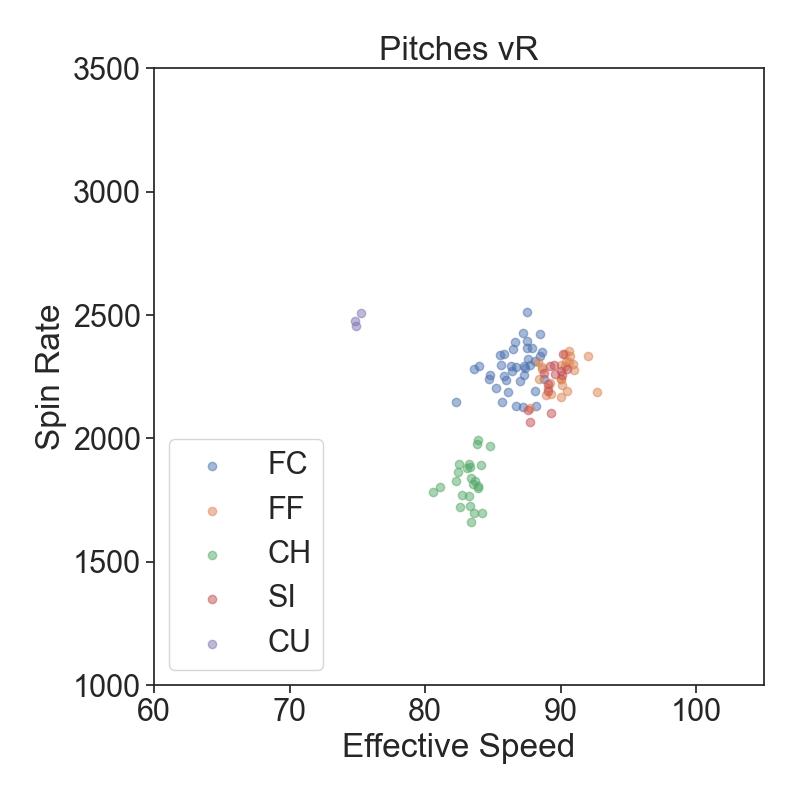 Pitches vR
3500
3000
2500
2000
1500
1000
Spin Rate
FC
FF
CH
SI
CU
60 70 80 90 100
Effective Speed